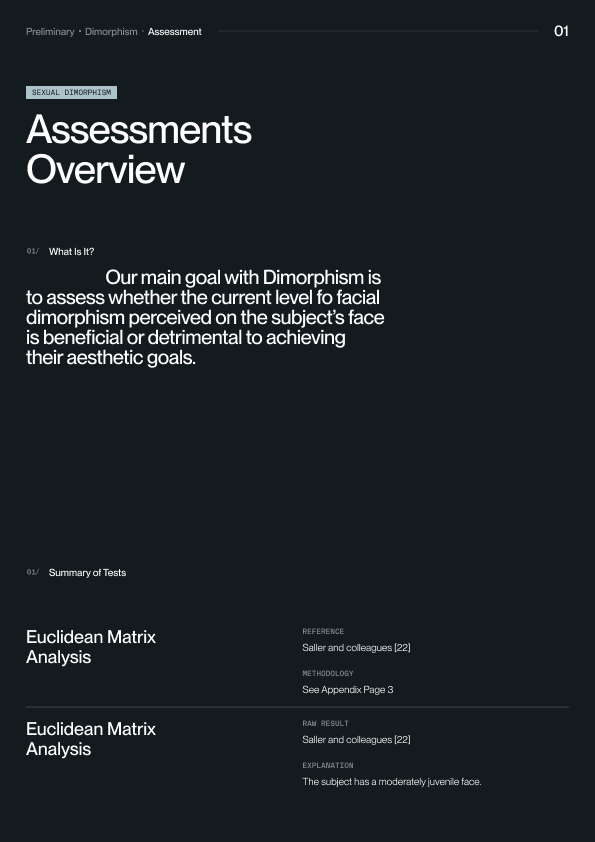 Preliminary • Dimorphism • Assessment
01
SEXUAL DIMORPHISM
Assessments
Overview
01/ What Is It?
Our main goal with Dimorphism is
to assess whether the current level fo facial
dimorphism perceived on the subject’s face
is beneficial or detrimental to achieving
their aesthetic goals.
01/ Summary of Tests
Euclidean Matrix
Analysis
REFERENCE
Saller and colleagues [22]
METHODOLOGY
See Appendix Page 3
Euclidean Matrix
Analysis
RAW RESULT
Saller and colleagues [22]
EXPLANATION
The subject has a moderately juvenile face.